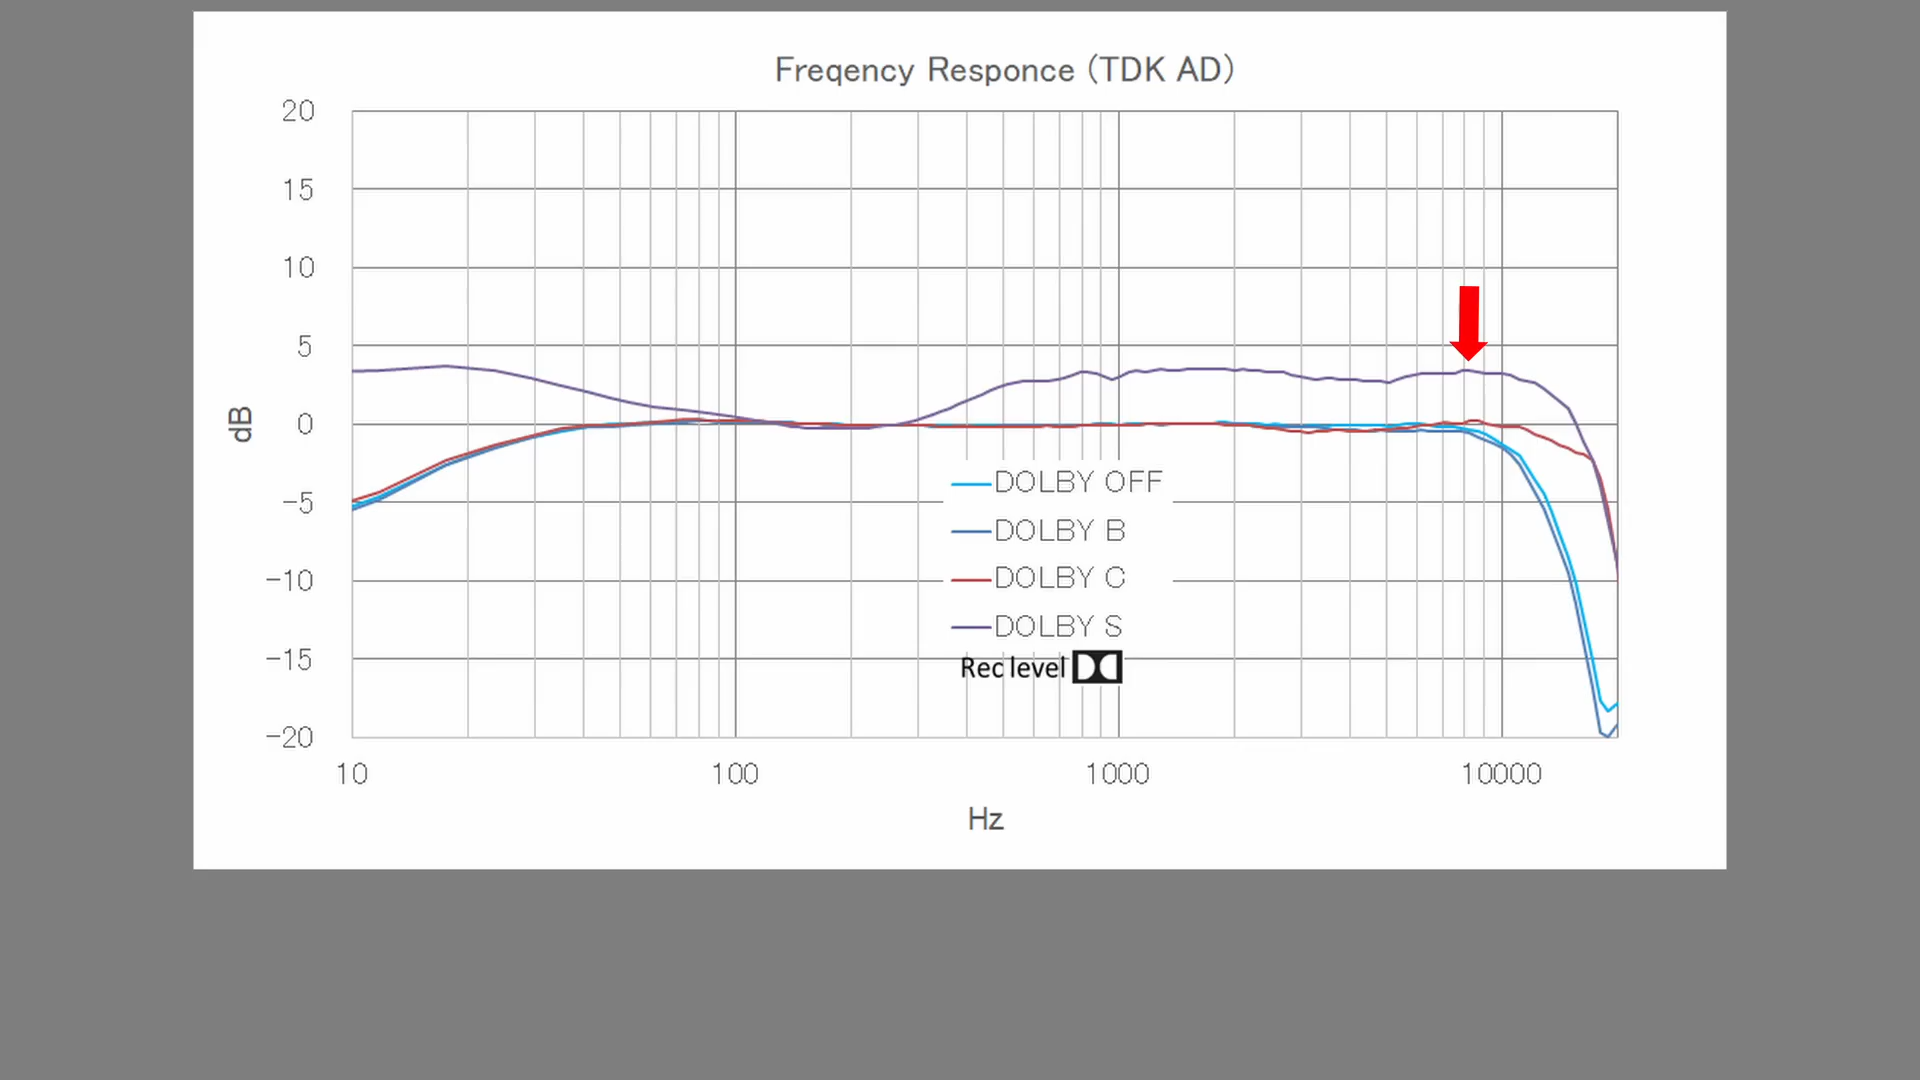 Freqency Responce (TDK AD)
20
15
10
5
0
-5
-10
-15
-20
dB
DOLBY OFF
DOLBY B
DOLBY C
DOLBY S
Rec level
10
100
1000
10000
Hz